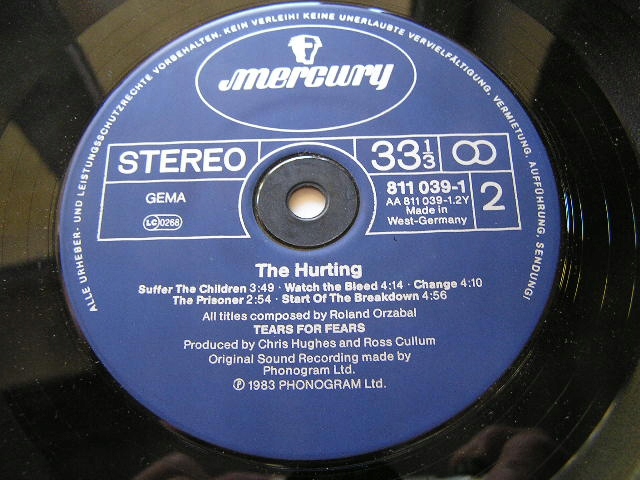 ALLE URHEBER- UND LEISTUNGSSCHUTZRECHTE VORBEHALTEN. KEIN VERLEIH! KEINE UNERLAUBTE VERVIELFÄLTIGUNG, VERMIETUNG, AUFFÜHRUNG, SENDUNG!
mercury
STEREO
33 1/3
GEMA
LC 0268
811 039-1
AA 811 039-1.2Y
Made in
West-Germany
2
The Hurting
Suffer The Children 3:49 · Watch the Bleed 4:14 · Change 4:10
The Prisoner 2:54 · Start Of The Breakdown 4:56
All titles composed by Roland Orzabal
TEARS FOR FEARS
Produced by Chris Hughes and Ross Cullum
Original Sound Recording made by
Phonogram Ltd.
℗ 1983 PHONOGRAM Ltd.